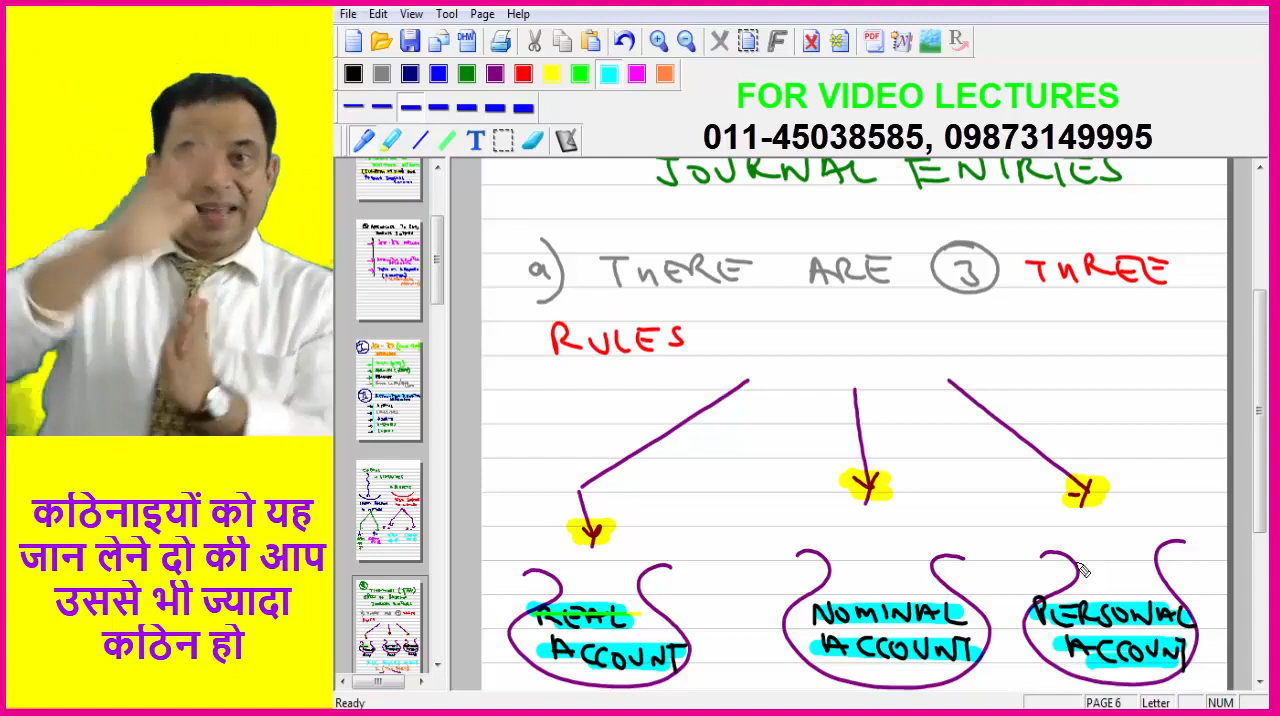 File Edit View Tool Page Help
FOR VIDEO LECTURES
011-45038585, 09873149995
JOURNAL ENTRIES
a) THERE ARE 3 THREE
RULES
REAL
ACCOUNT
NOMINAL
ACCOUNT
PERSONAL
ACCOUNT
कठिनाइयों को यह
जान लेने दो की आप
उससे भी ज्यादा
कठिन हो
Ready
PAGE 6 Letter NUM